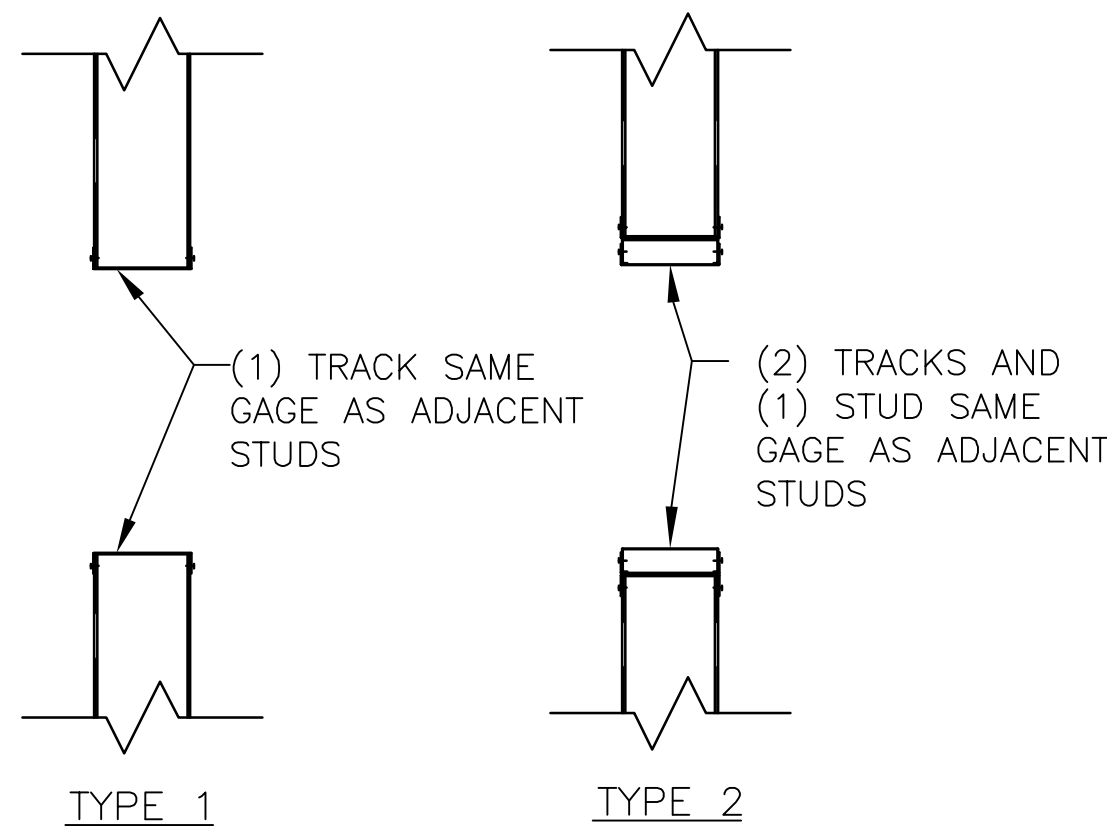 (1) TRACK SAME
GAGE AS ADJACENT
STUDS
(2) TRACKS AND
(1) STUD SAME
GAGE AS ADJACENT
STUDS
TYPE 1
TYPE 2